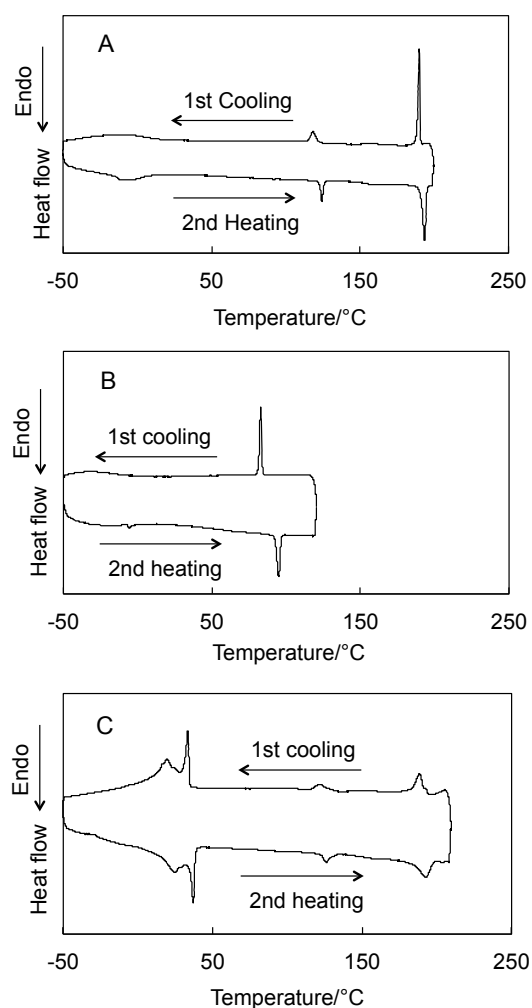 A
Endo
Heat flow
1st Cooling
2nd Heating
-50 50 150 250
Temperature/°C
B
Endo
Heat flow
1st cooling
2nd heating
-50 50 150 250
Temperature/°C
C
Endo
Heat flow
1st cooling
2nd heating
-50 50 150 250
Temperature/°C